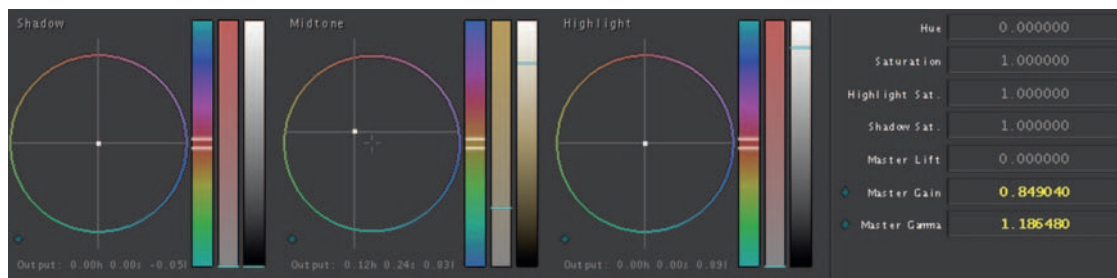 Shadow
Midtone
Highlight
Hue 0.000000
Saturation 1.000000
Highlight Sat. 1.000000
Shadow Sat. 1.000000
Master Lift 0.000000
Master Gain 0.849040
Master Gamma 1.186480
Output: 0.00h 0.00s -0.05l
Output: 0.12h 0.24s 0.83l
Output: 0.00h 0.00s 0.89l